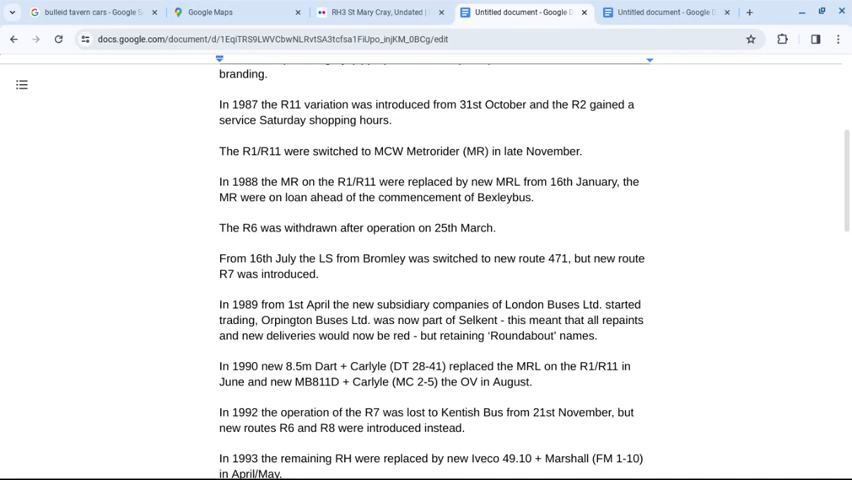 bulleid tavern cars - Google S
Google Maps
RH3 St Mary Cray, Undated |
Untitled document - Google D
Untitled document - Google D
docs.google.com/document/d/1EqiTRS9LWVCbwNLRvtSA3tcfsa1FiUpo_injKM_0BCg/edit
branding.
In 1987 the R11 variation was introduced from 31st October and the R2 gained a
service Saturday shopping hours.
The R1/R11 were switched to MCW Metrorider (MR) in late November.
In 1988 the MR on the R1/R11 were replaced by new MRL from 16th January, the
MR were on loan ahead of the commencement of Bexleybus.
The R6 was withdrawn after operation on 25th March.
From 16th July the LS from Bromley was switched to new route 471, but new route
R7 was introduced.
In 1989 from 1st April the new subsidiary companies of London Buses Ltd. started
trading, Orpington Buses Ltd. was now part of Selkent - this meant that all repaints
and new deliveries would now be red - but retaining ‘Roundabout’ names.
In 1990 new 8.5m Dart + Carlyle (DT 28-41) replaced the MRL on the R1/R11 in
June and new MB811D + Carlyle (MC 2-5) the OV in August.
In 1992 the operation of the R7 was lost to Kentish Bus from 21st November, but
new routes R6 and R8 were introduced instead.
In 1993 the remaining RH were replaced by new Iveco 49.10 + Marshall (FM 1-10)
in April/May.